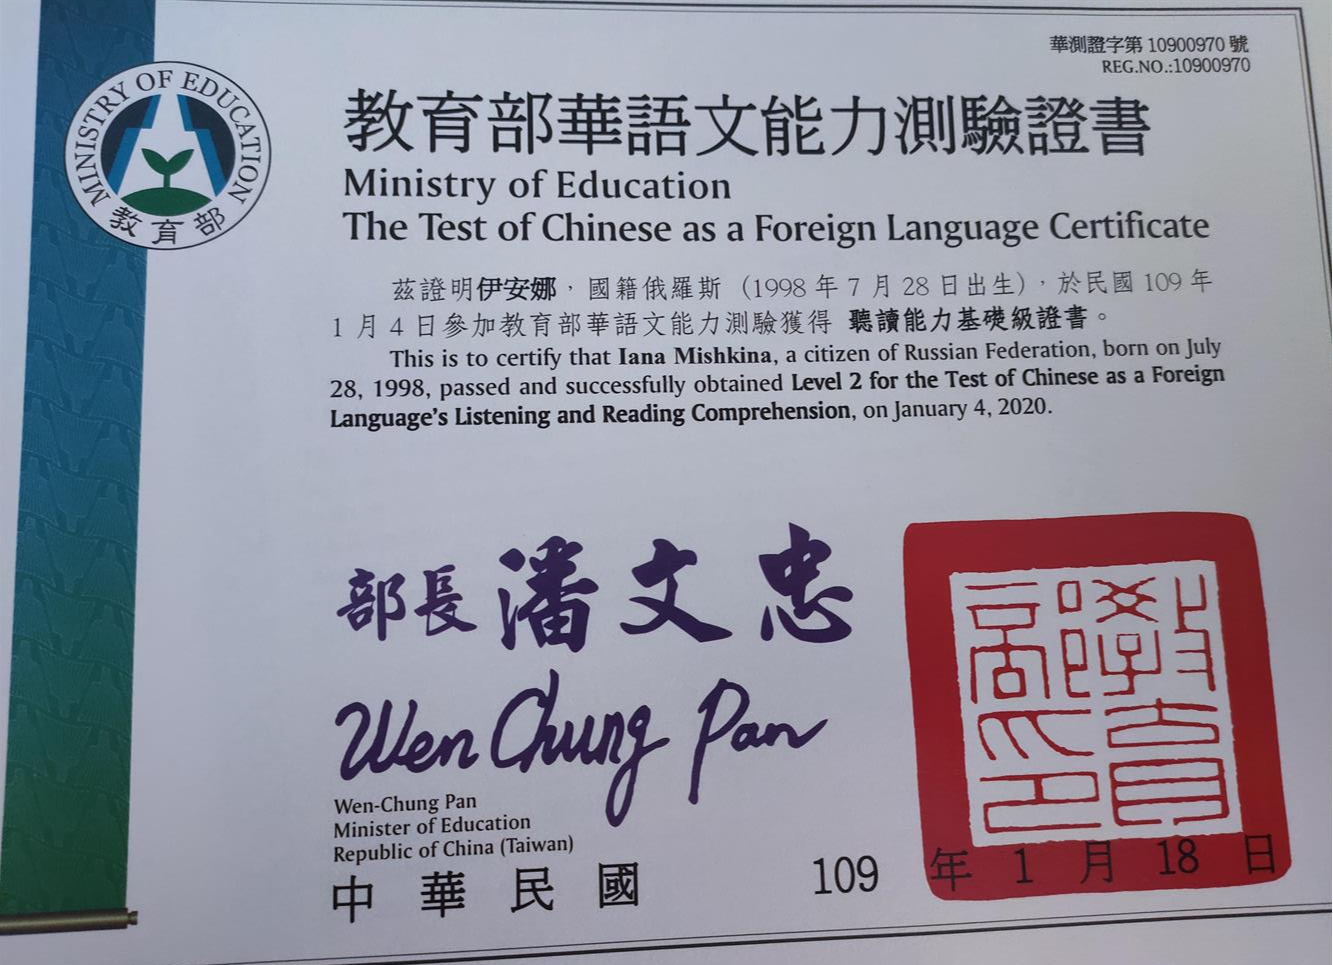 華測證字第 10900970 號
REG.NO.:10900970
MINISTRY OF EDUCATION
教育部
教育部華語文能力測驗證書
Ministry of Education
The Test of Chinese as a Foreign Language Certificate
茲證明伊安娜，國籍俄羅斯（1998 年 7 月 28 日出生），於民國 109 年
1 月 4 日參加教育部華語文能力測驗獲得 聽讀能力基礎級證書。
This is to certify that Iana Mishkina, a citizen of Russian Federation, born on July
28, 1998, passed and successfully obtained Level 2 for the Test of Chinese as a Foreign
Language's Listening and Reading Comprehension, on January 4, 2020.
部長 潘文忠
Wen Chung Pan
教育部印
Wen-Chung Pan
Minister of Education
Republic of China (Taiwan)
中華民國 109 年 1 月 18 日